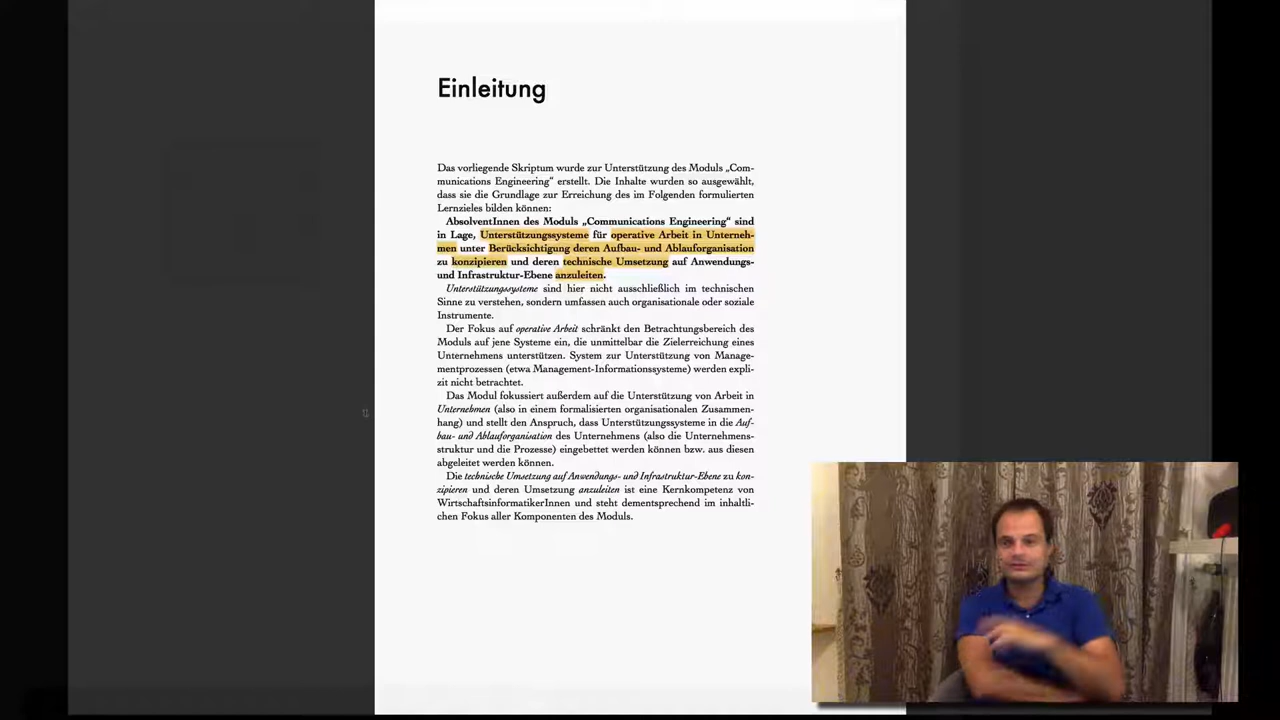 Einleitung
Das vorliegende Skriptum wurde zur Unterstützung des Moduls „Com-
munications Engineering“ erstellt. Die Inhalte wurden so ausgewählt,
dass sie die Grundlage zur Erreichung des im Folgenden formulierten
Lernzieles bilden können:
AbsolventInnen des Moduls „Communications Engineering“ sind
in Lage, Unterstützungssysteme für operative Arbeit in Unterneh-
men unter Berücksichtigung deren Aufbau- und Ablauforganisation
zu konzipieren und deren technische Umsetzung auf Anwendungs-
und Infrastruktur-Ebene anzuleiten.
Unterstützungssysteme sind hier nicht ausschließlich im technischen
Sinne zu verstehen, sondern umfassen auch organisationale oder soziale
Instrumente.
Der Fokus auf operative Arbeit schränkt den Betrachtungsbereich des
Moduls auf jene Systeme ein, die unmittelbar die Zielerreichung eines
Unternehmens unterstützen. System zur Unterstützung von Manage-
mentprozessen (etwa Management-Informationssysteme) werden expli-
zit nicht betrachtet.
Das Modul fokussiert außerdem auf die Unterstützung von Arbeit in
Unternehmen (also in einem formalisierten organisationalen Zusammen-
hang) und stellt den Anspruch, dass Unterstützungssysteme in die Auf-
bau- und Ablauforganisation des Unternehmens (also die Unternehmens-
struktur und die Prozesse) eingebettet werden können bzw. aus diesen
abgeleitet werden können.
Die technische Umsetzung auf Anwendungs- und Infrastruktur-Ebene zu kon-
zipieren und deren Umsetzung anzuleiten ist eine Kernkompetenz von
WirtschaftsinformatikerInnen und steht dementsprechend im inhaltli-
chen Fokus aller Komponenten des Moduls.